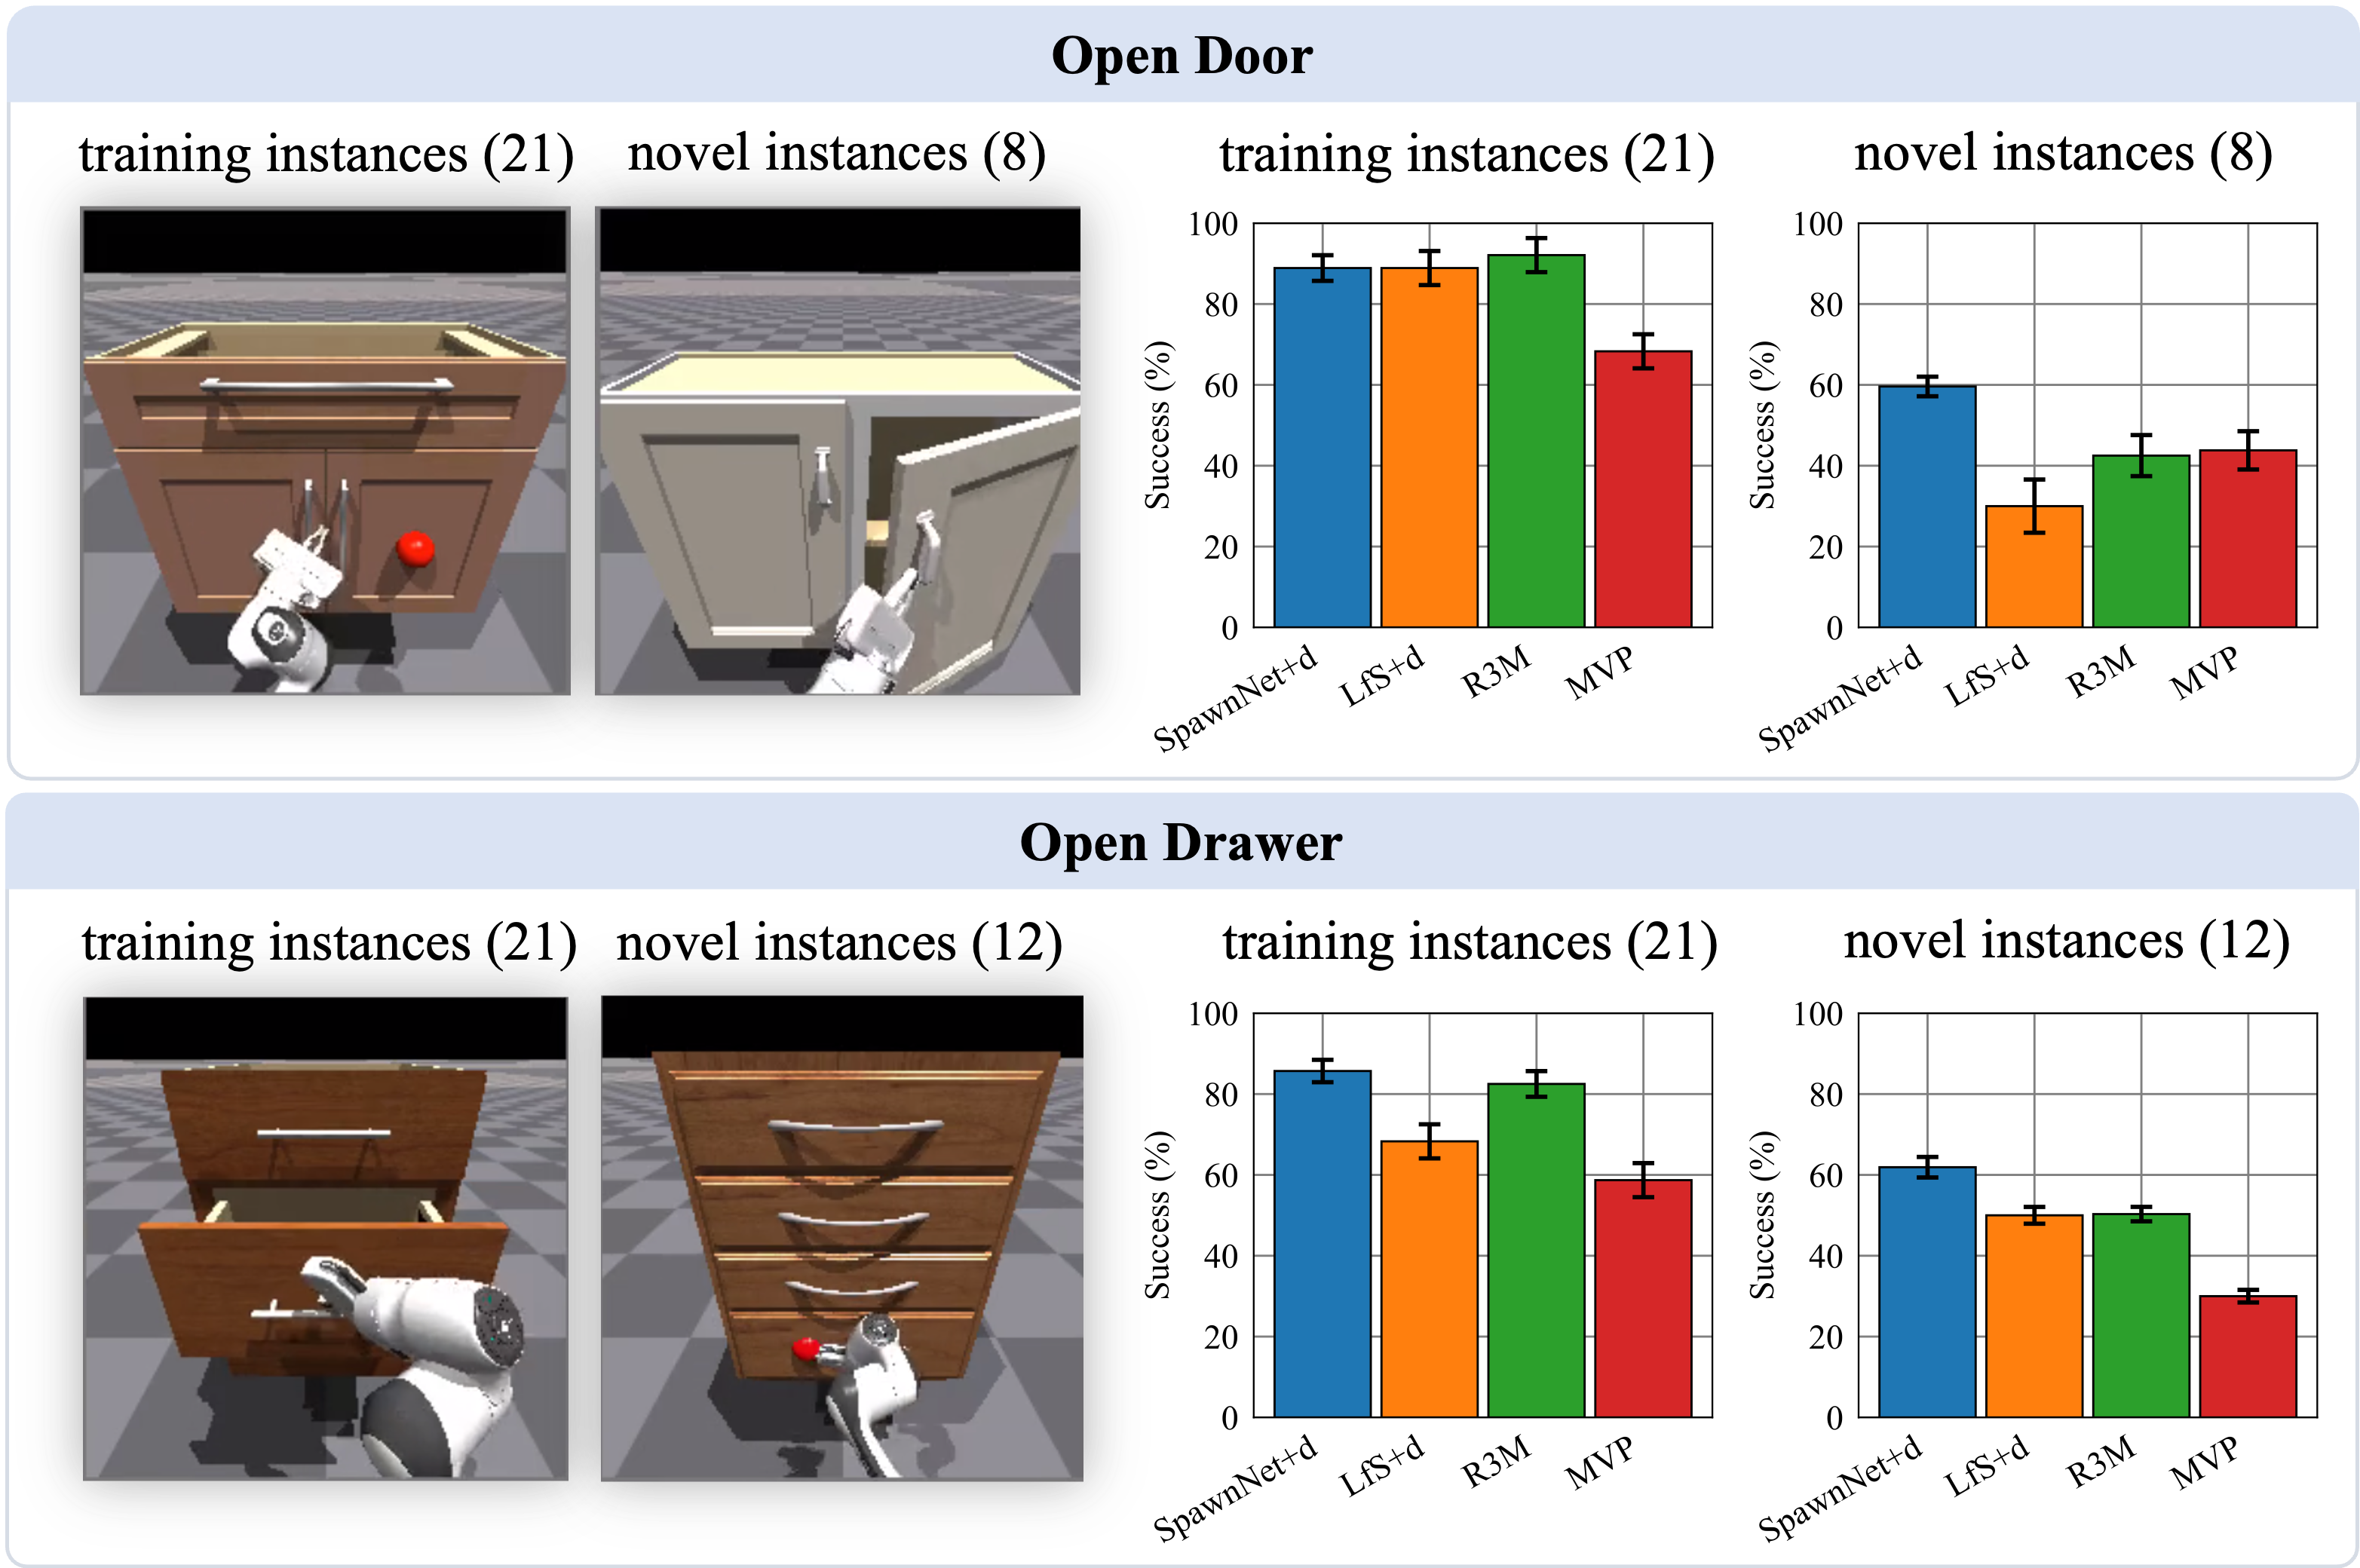 Open Door
training instances (21)
novel instances (8)
training instances (21)
novel instances (8)
Success (%)
100
80
60
40
20
0
SpawnNet+d
LfS+d
R3M
MVP
Success (%)
100
80
60
40
20
0
SpawnNet+d
LfS+d
R3M
MVP
Open Drawer
training instances (21)
novel instances (12)
training instances (21)
novel instances (12)
Success (%)
100
80
60
40
20
0
SpawnNet+d
LfS+d
R3M
MVP
Success (%)
100
80
60
40
20
0
SpawnNet+d
LfS+d
R3M
MVP